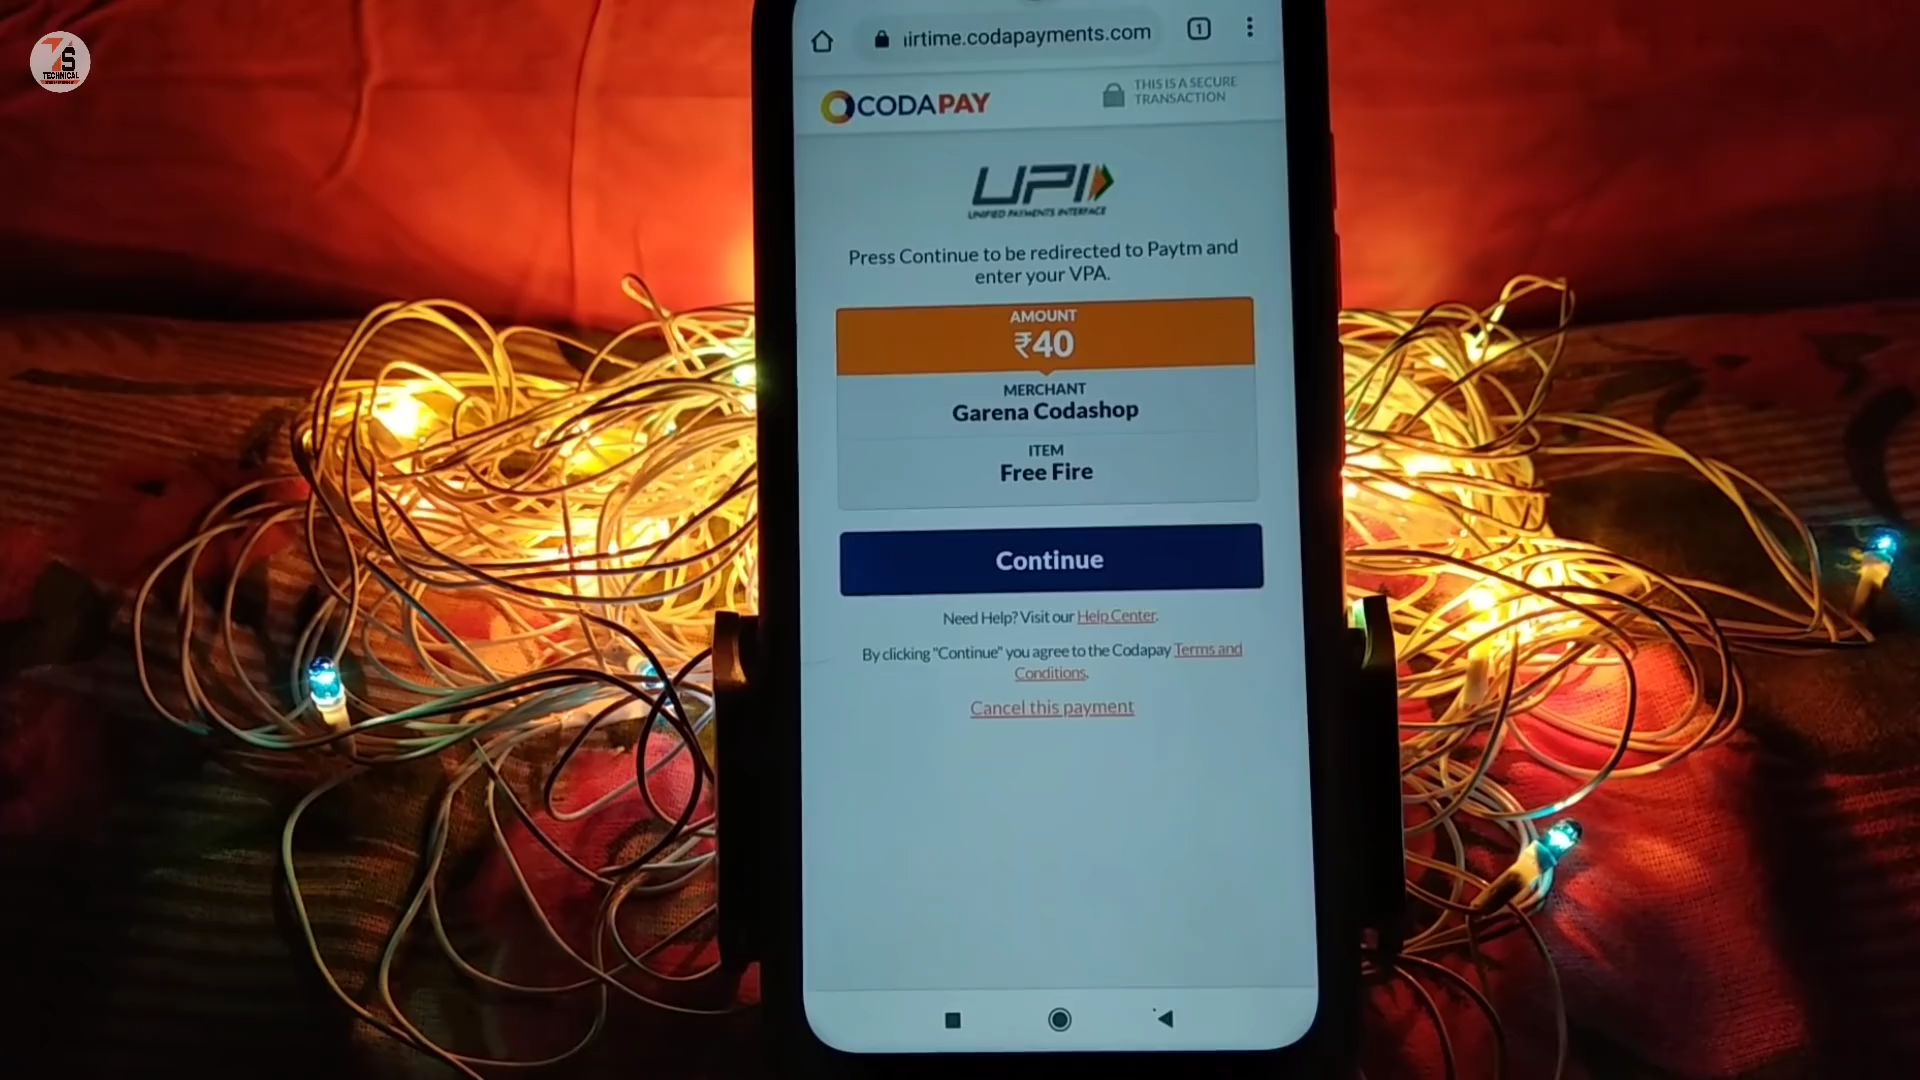 7S
TECHNICAL
irtime.codapayments.com
1
CODAPAY
THIS IS A SECURE
TRANSACTION
UPI
UNIFIED PAYMENTS INTERFACE
Press Continue to be redirected to Paytm and
enter your VPA.
AMOUNT
₹40
MERCHANT
Garena Codashop
ITEM
Free Fire
Continue
Need Help? Visit our Help Center.
By clicking "Continue" you agree to the Codapay Terms and
Conditions.
Cancel this payment